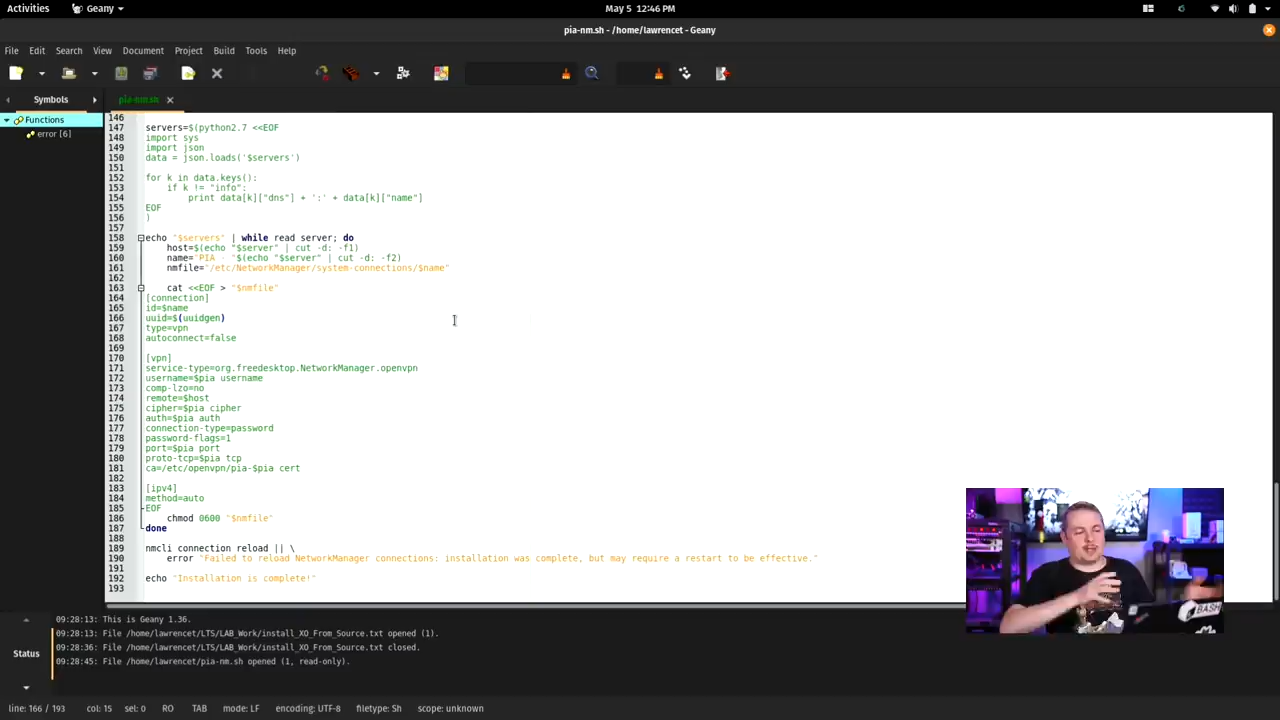 Activities
Geany
May 5 12:46 PM
pia-nm.sh - /home/lawrencet - Geany
File Edit Search View Document Project Build Tools Help
Symbols
pia-nm.sh
Functions
error [6]
146
147 servers=$(python2.7 <<EOF
148 import sys
149 import json
150 data = json.loads('$servers')
151
152 for k in data.keys():
153 if k != "info":
154 print data[k]["dns"] + ':' + data[k]["name"]
155 EOF
156 )
157
158 echo "$servers" | while read server; do
159 host=$(echo "$server" | cut -d: -f1)
160 name="PIA - "$(echo "$server" | cut -d: -f2)
161 nmfile="/etc/NetworkManager/system-connections/$name"
162
163 cat <<EOF > "$nmfile"
164 [connection]
165 id=$name
166 uuid=$(uuidgen)
167 type=vpn
168 autoconnect=false
169
170 [vpn]
171 service-type=org.freedesktop.NetworkManager.openvpn
172 username=$pia username
173 comp-lzo=no
174 remote=$host
175 cipher=$pia cipher
176 auth=$pia auth
177 connection-type=password
178 password-flags=1
179 port=$pia port
180 proto-tcp=$pia tcp
181 ca=/etc/openvpn/pia-$pia cert
182
183 [ipv4]
184 method=auto
185 EOF
186 chmod 0600 "$nmfile"
187 done
188
189 nmcli connection reload || \
190 error "Failed to reload NetworkManager connections: installation was complete, but may require a restart to be effective."
191
192 echo "Installation is complete!"
193
BASH
Status
09:28:13: This is Geany 1.36.
09:28:13: File /home/lawrencet/LTS/LAB_Work/install_XO_From_Source.txt opened (1).
09:28:36: File /home/lawrencet/LTS/LAB_Work/install_XO_From_Source.txt closed.
09:28:45: File /home/lawrencet/pia-nm.sh opened (1, read-only).
line: 166 / 193 col: 15 sel: 0 RO TAB mode: LF encoding: UTF-8 filetype: Sh scope: unknown